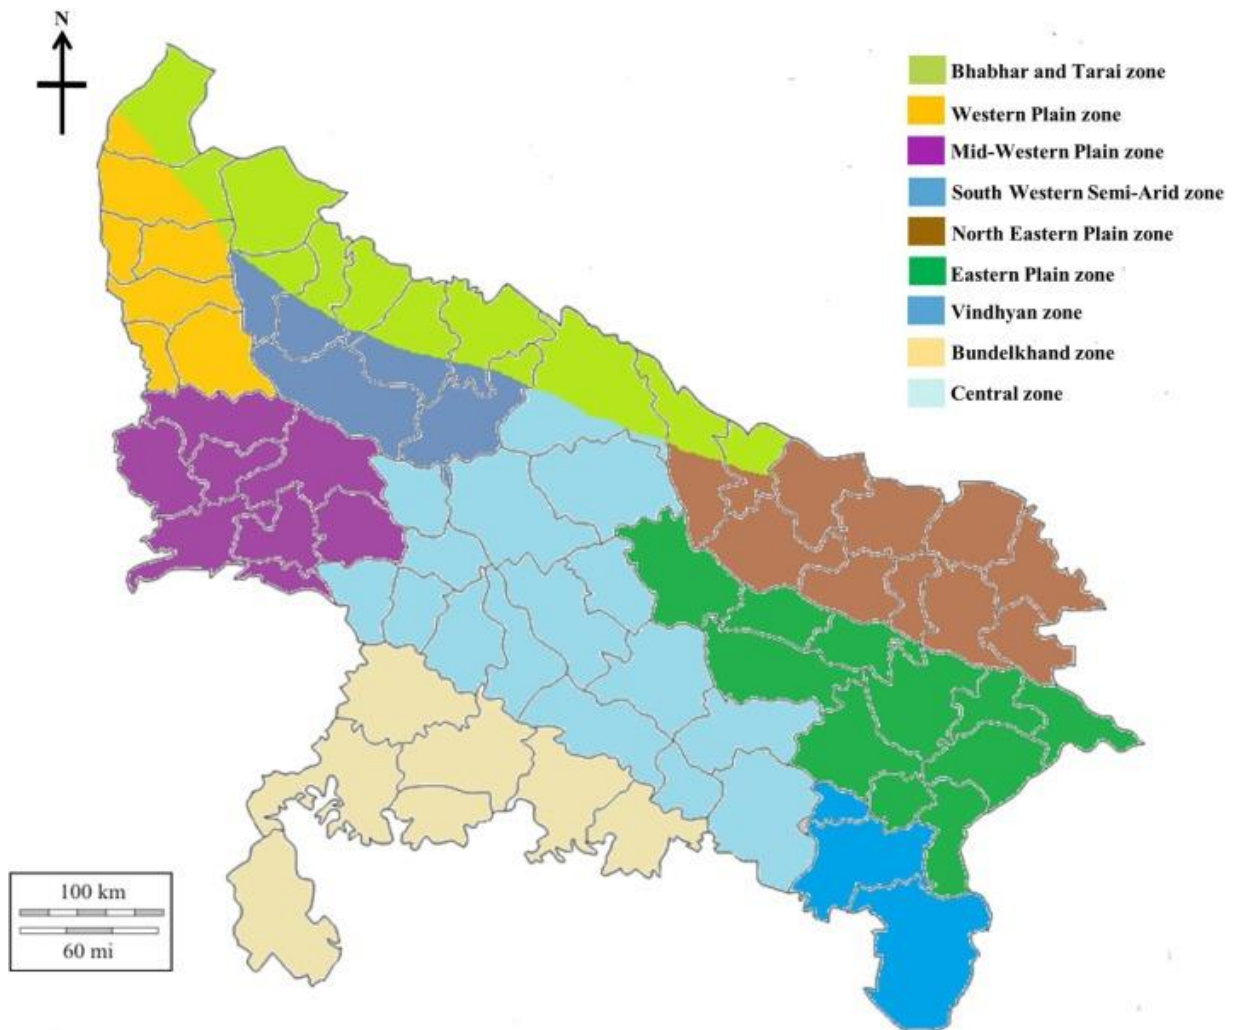 N
Bhabhar and Tarai zone
Western Plain zone
Mid-Western Plain zone
South Western Semi-Arid zone
North Eastern Plain zone
Eastern Plain zone
Vindhyan zone
Bundelkhand zone
Central zone
100 km
60 mi